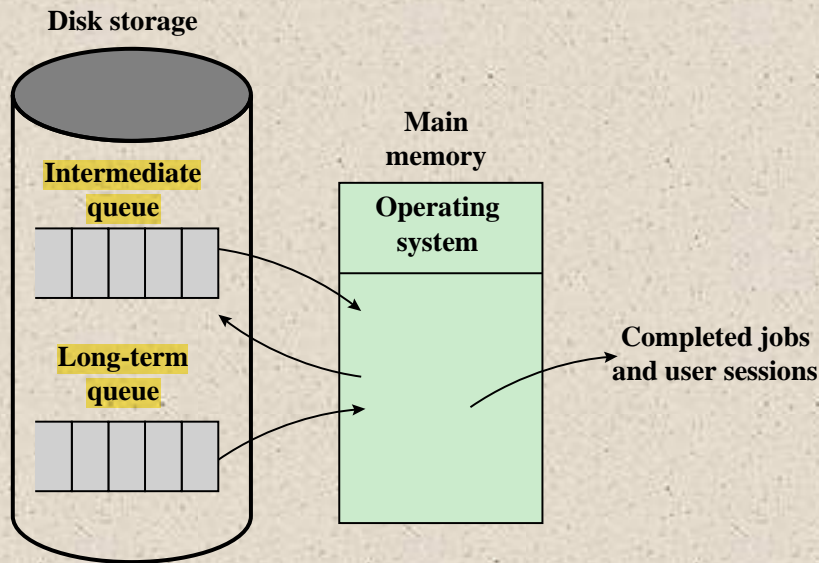 Disk storage
Intermediate
queue
Long-term
queue
Main
memory
Operating
system
Completed jobs
and user sessions